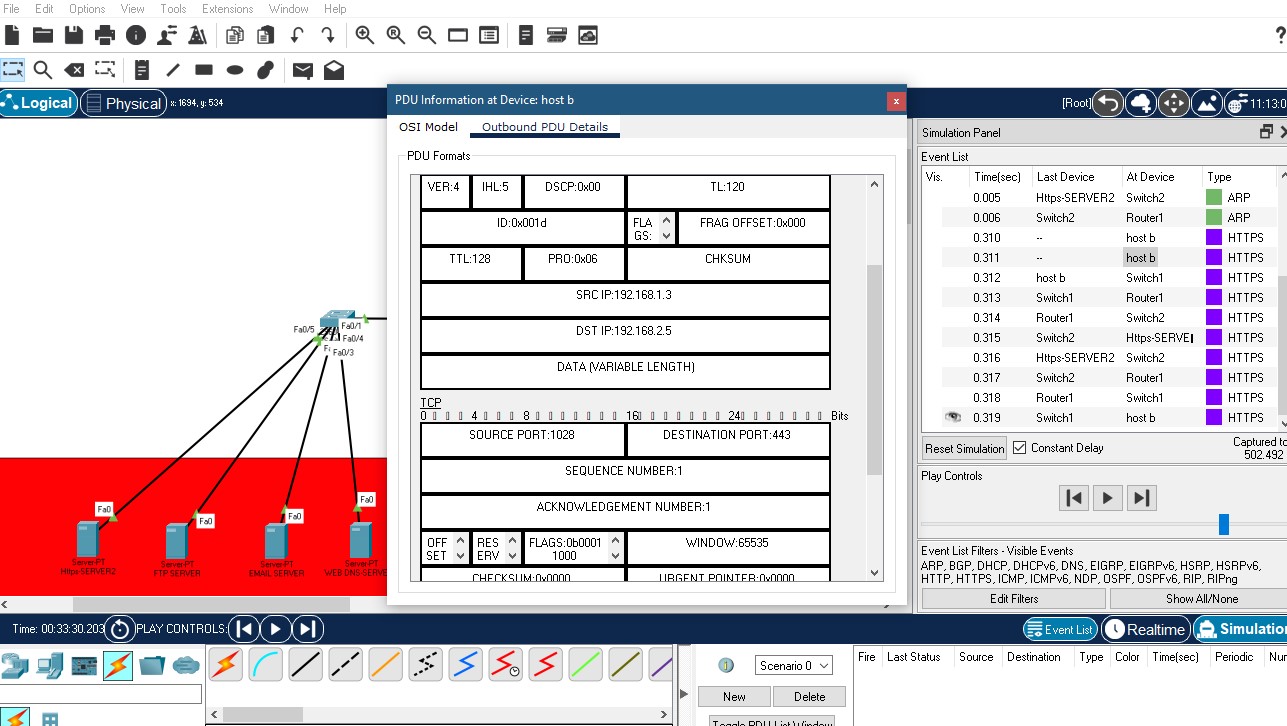 File Edit Options View Tools Extensions Window Help
?
Logical Physical x: 1694, y: 534
[Root] 11:13:0
PDU Information at Device: host b
x
OSI Model Outbound PDU Details
PDU Formats
VER:4 IHL:5 DSCP:0x00 TL:120
ID:0x001d FLA GS: FRAG OFFSET:0x000
TTL:128 PRO:0x06 CHKSUM
SRC IP:192.168.1.3
DST IP:192.168.2.5
DATA (VARIABLE LENGTH)
TCP
0 4 8 16 24 Bits
SOURCE PORT:1028 DESTINATION PORT:443
SEQUENCE NUMBER:1
ACKNOWLEDGEMENT NUMBER:1
OFF SET RES ERV FLAGS:0b0001 1000 WINDOW:65535
CHECKSUM:0x0000 URGENT POINTER:0x0000
Simulation Panel
Event List
Vis. Time(sec) Last Device At Device Type
0.005 Https-SERVER2 Switch2 ARP
0.006 Switch2 Router1 ARP
0.310 -- host b HTTPS
0.311 -- host b HTTPS
0.312 host b Switch1 HTTPS
0.313 Switch1 Router1 HTTPS
0.314 Router1 Switch2 HTTPS
0.315 Switch2 Https-SERVEI HTTPS
0.316 Https-SERVER2 Switch2 HTTPS
0.317 Switch2 Router1 HTTPS
0.318 Router1 Switch1 HTTPS
0.319 Switch1 host b HTTPS
Reset Simulation Constant Delay Captured to
502.492
Play Controls
Event List Filters - Visible Events
HTTP, HTTPS, ICMP, ICMPv6, NDP, OSPF, OSPFv6, RIP, RIPng
Edit Filters Show All/None
Fa0/5 Fa0/1
Fa0/4
Fa0/3
Fa0 Fa0 Fa0 Fa0
Server-PT
Https-SERVER2
Server-PT
FTP SERVER
Server-PT
EMAIL SERVER
Server-PT
WEB DNS-SERVE
Time: 00:33:30.203 PLAY CONTROLS:
Event List Realtime Simulation
Scenario 0
New Delete
Toggle PDU List Window
Fire Last Status Source Destination Type Color Time(sec) Periodic Num